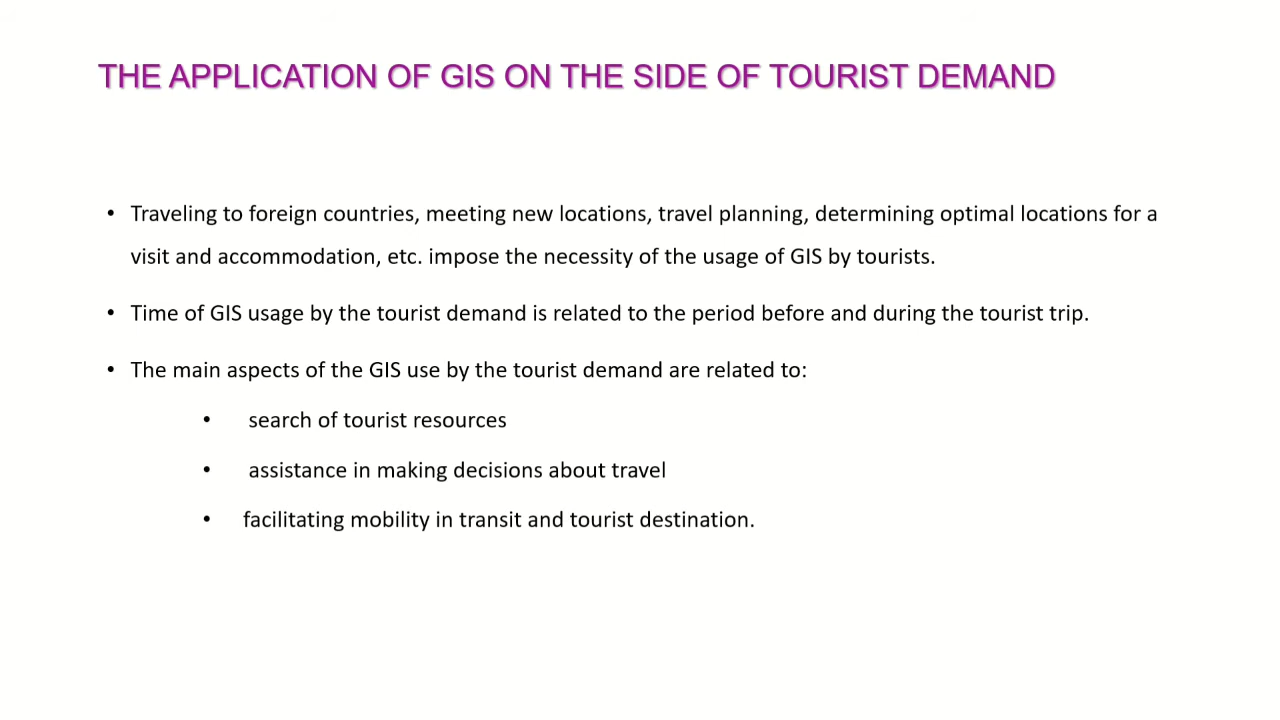 THE APPLICATION OF GIS ON THE SIDE OF TOURIST DEMAND
• Traveling to foreign countries, meeting new locations, travel planning, determining optimal locations for a
visit and accommodation, etc. impose the necessity of the usage of GIS by tourists.
• Time of GIS usage by the tourist demand is related to the period before and during the tourist trip.
• The main aspects of the GIS use by the tourist demand are related to:
• search of tourist resources
• assistance in making decisions about travel
• facilitating mobility in transit and tourist destination.